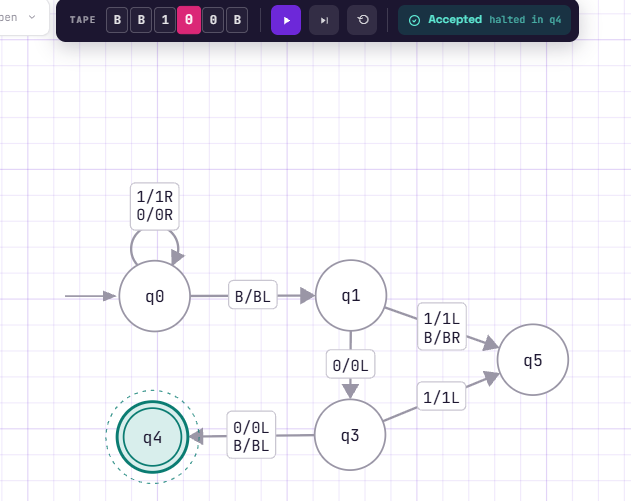 pen
TAPE B B 1 0 0 B Accepted halted in q4
1/1R
0/0R
q0
B/BL
q1
1/1L
B/BR
0/0L
q5
1/1L
q4
0/0L
B/BL
q3